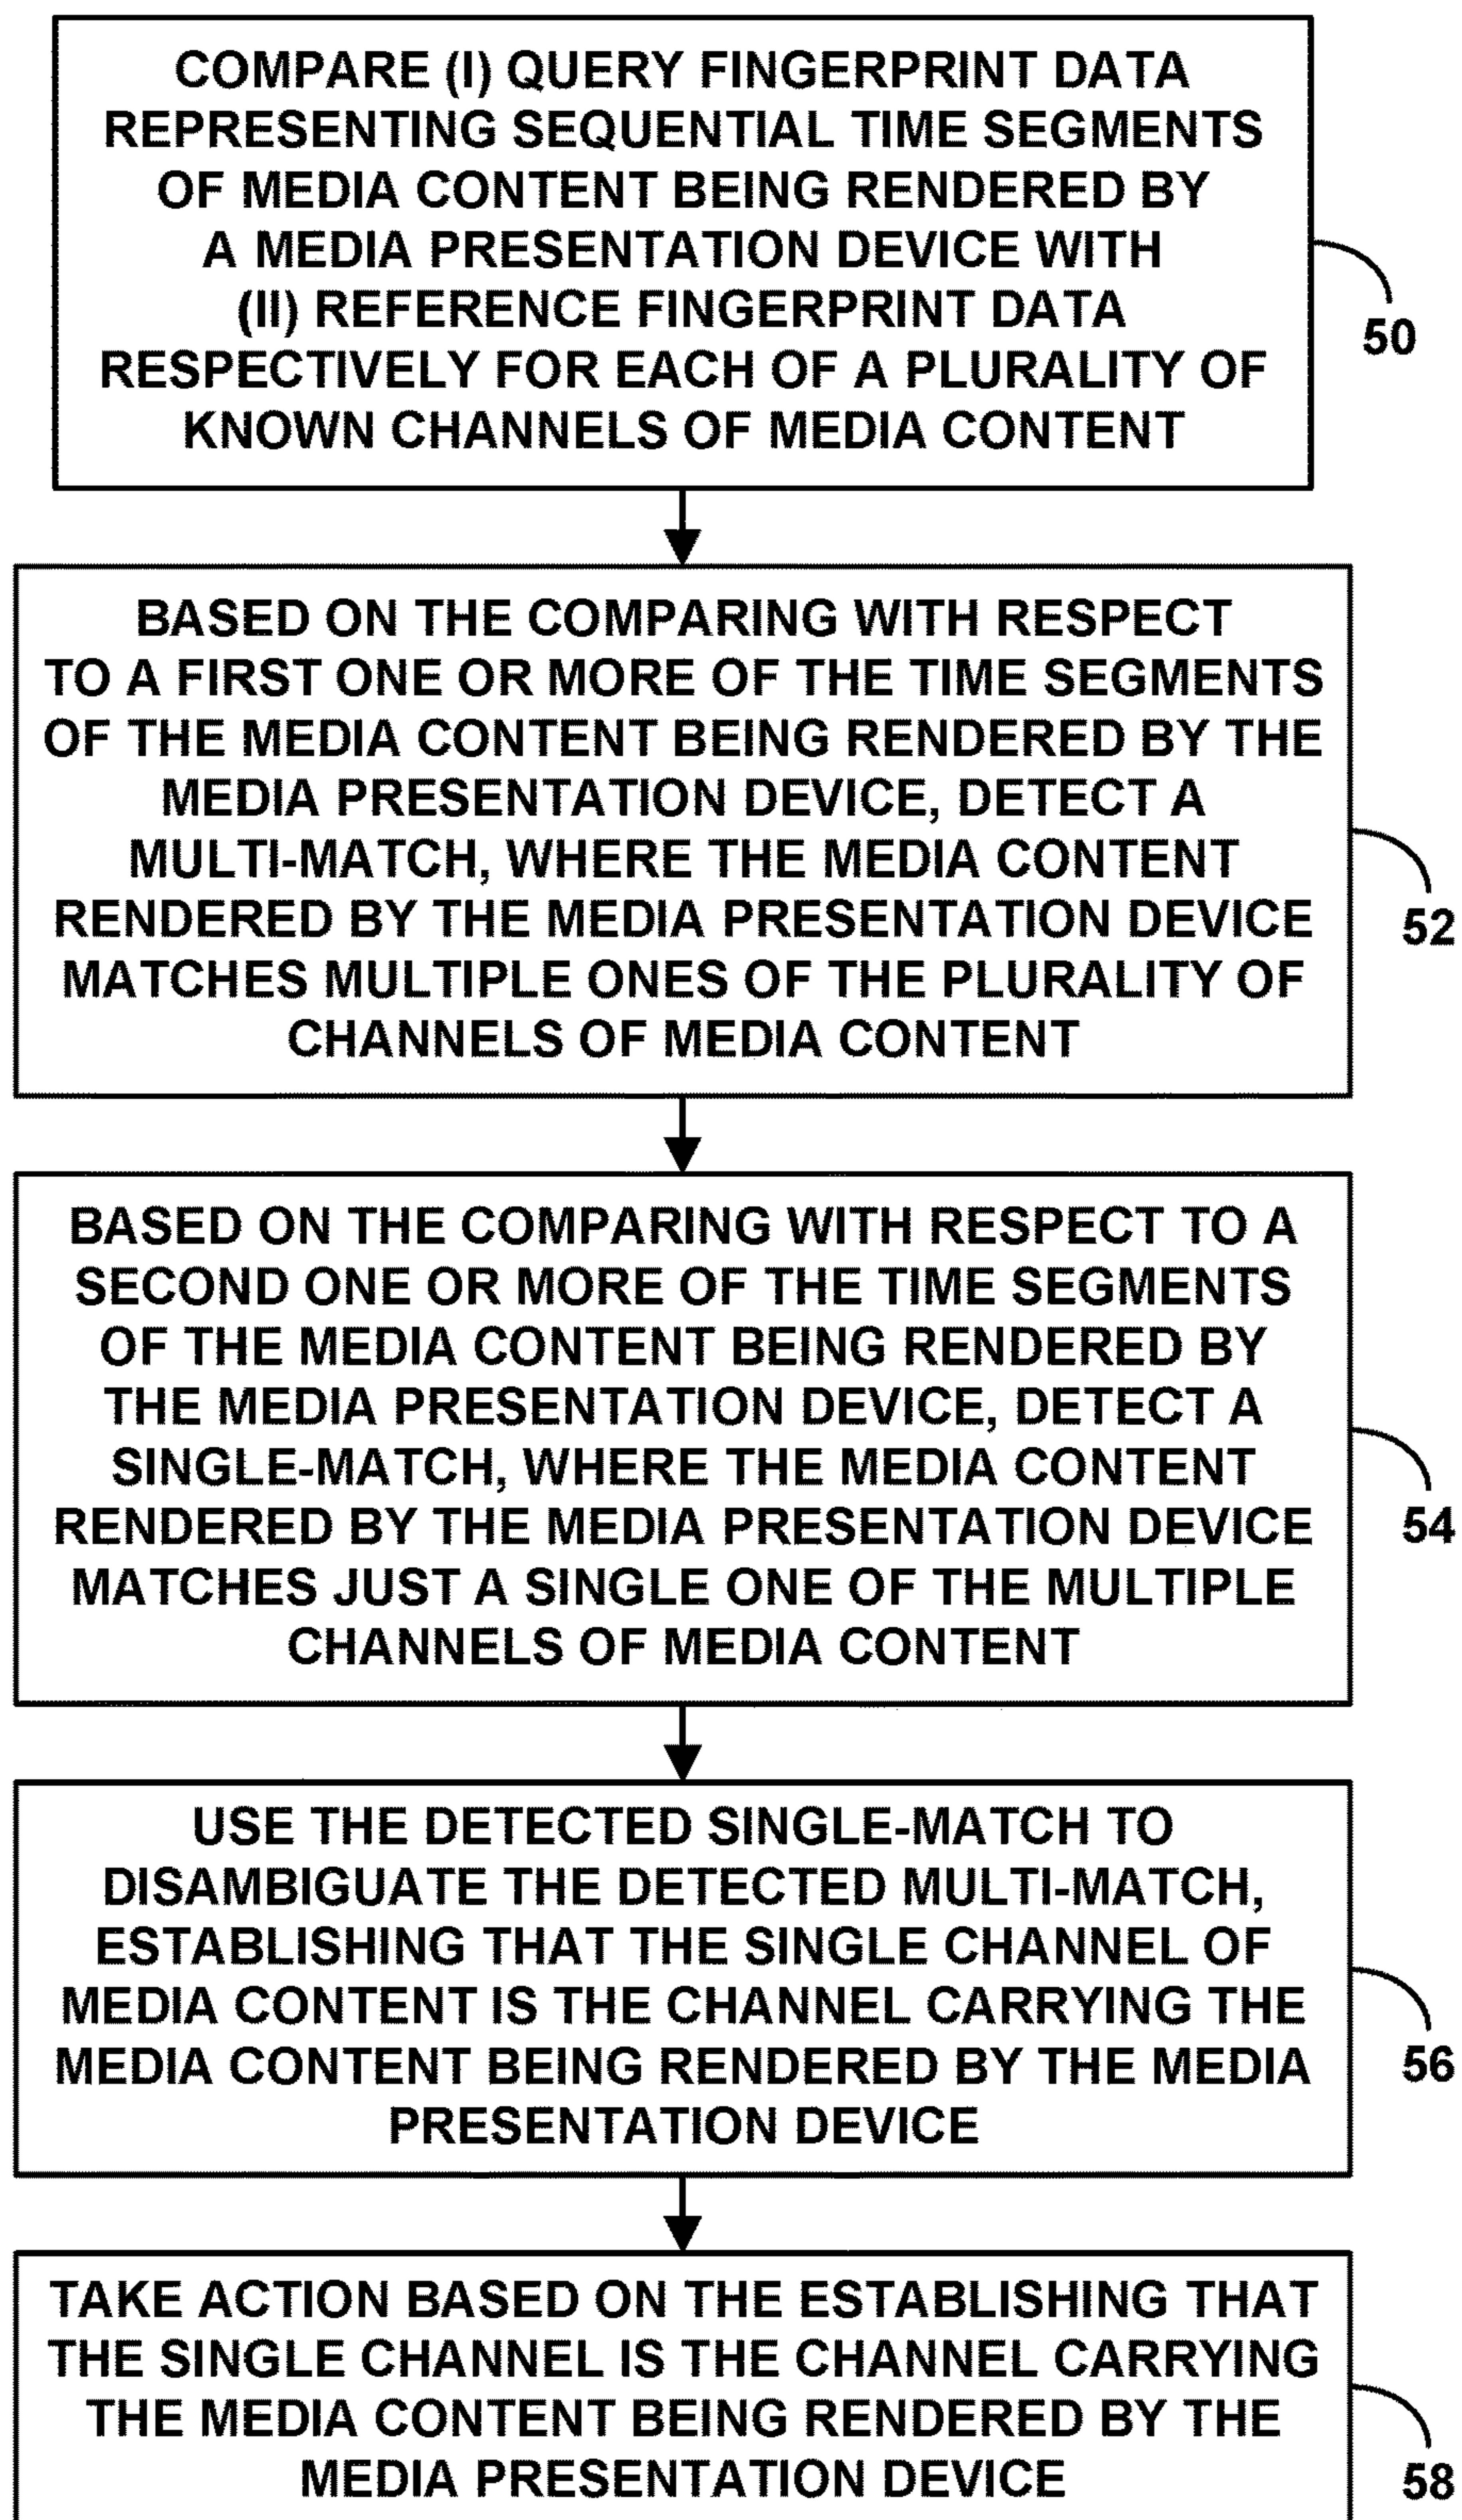 COMPARE (I) QUERY FINGERPRINT DATA
REPRESENTING SEQUENTIAL TIME SEGMENTS
OF MEDIA CONTENT BEING RENDERED BY
A MEDIA PRESENTATION DEVICE WITH
(II) REFERENCE FINGERPRINT DATA
RESPECTIVELY FOR EACH OF A PLURALITY OF
KNOWN CHANNELS OF MEDIA CONTENT
50
BASED ON THE COMPARING WITH RESPECT
TO A FIRST ONE OR MORE OF THE TIME SEGMENTS
OF THE MEDIA CONTENT BEING RENDERED BY THE
MEDIA PRESENTATION DEVICE, DETECT A
MULTI-MATCH, WHERE THE MEDIA CONTENT
RENDERED BY THE MEDIA PRESENTATION DEVICE
MATCHES MULTIPLE ONES OF THE PLURALITY OF
CHANNELS OF MEDIA CONTENT
52
BASED ON THE COMPARING WITH RESPECT TO A
SECOND ONE OR MORE OF THE TIME SEGMENTS
OF THE MEDIA CONTENT BEING RENDERED BY
THE MEDIA PRESENTATION DEVICE, DETECT A
SINGLE-MATCH, WHERE THE MEDIA CONTENT
RENDERED BY THE MEDIA PRESENTATION DEVICE
MATCHES JUST A SINGLE ONE OF THE MULTIPLE
CHANNELS OF MEDIA CONTENT
54
USE THE DETECTED SINGLE-MATCH TO
DISAMBIGUATE THE DETECTED MULTI-MATCH,
ESTABLISHING THAT THE SINGLE CHANNEL OF
MEDIA CONTENT IS THE CHANNEL CARRYING THE
MEDIA CONTENT BEING RENDERED BY THE MEDIA
PRESENTATION DEVICE
56
TAKE ACTION BASED ON THE ESTABLISHING THAT
THE SINGLE CHANNEL IS THE CHANNEL CARRYING
THE MEDIA CONTENT BEING RENDERED BY THE
MEDIA PRESENTATION DEVICE
58